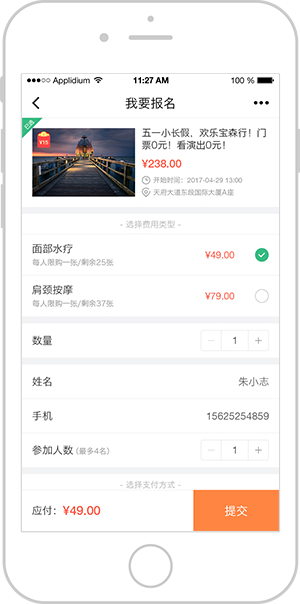 Applidium
11:27 AM
100 %
我要报名
已选
¥15
五一小长假，欢乐宝森行！门
票0元！看演出0元！
¥238.00
开始时间：2017-04-29 13:00
天府大道东段国际大厦A座
- 选择费用类型 -
面部水疗
每人限购一张/剩余25张
¥49.00
肩颈按摩
每人限购一张/剩余37张
¥79.00
数量
— 1 +
姓名
朱小志
手机
15625254859
参加人数 (最多4名)
— 1 +
- 选择支付方式 -
应付：¥49.00
提交